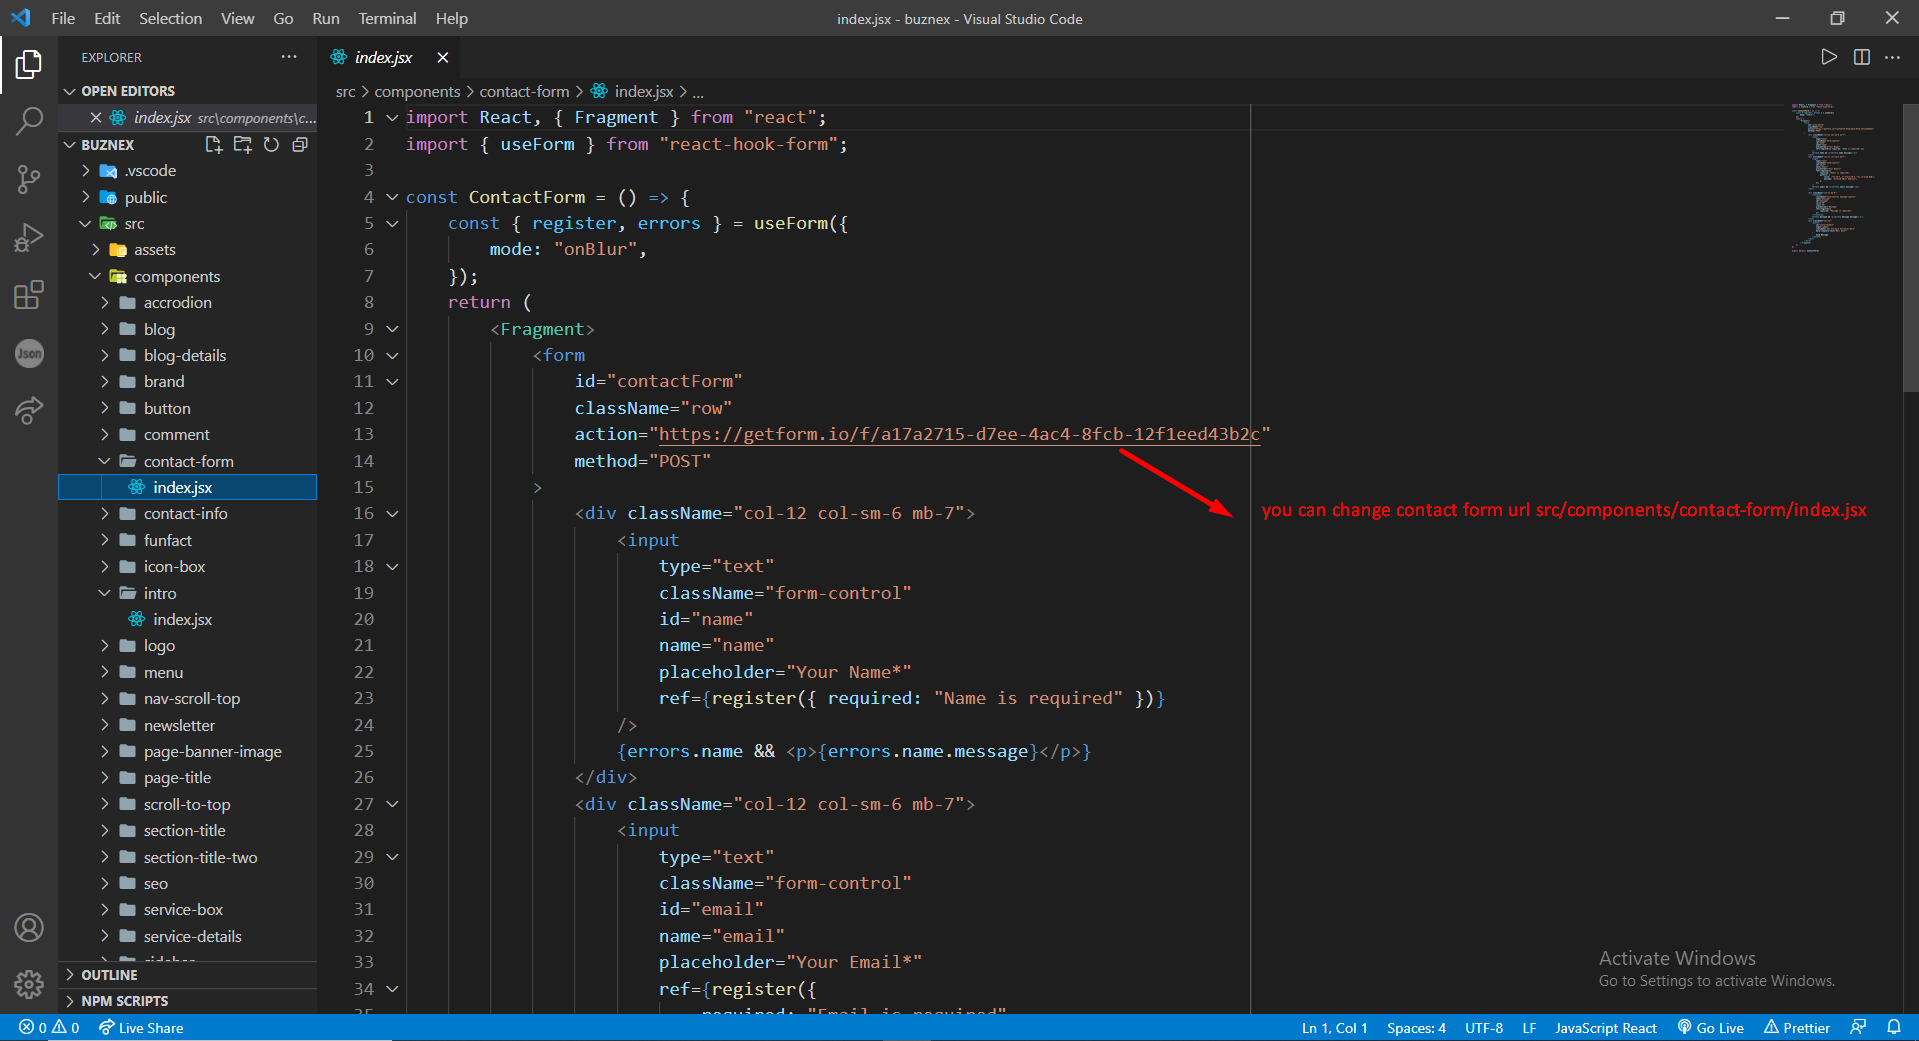 File Edit Selection View Go Run Terminal Help
index.jsx - buznex - Visual Studio Code
EXPLORER
OPEN EDITORS
index.jsx src\components\c...
BUZNEX
.vscode
public
src
assets
components
accrodion
blog
blog-details
brand
button
comment
contact-form
index.jsx
contact-info
funfact
icon-box
intro
index.jsx
logo
menu
nav-scroll-top
newsletter
page-banner-image
page-title
scroll-to-top
section-title
section-title-two
seo
service-box
service-details
sidebar
OUTLINE
NPM SCRIPTS
Json
index.jsx
src > components > contact-form > index.jsx > ...
1 import React, { Fragment } from "react";
2 import { useForm } from "react-hook-form";
3
4 const ContactForm = () => {
5 const { register, errors } = useForm({
6 mode: "onBlur",
7 });
8 return (
9 <Fragment>
10 <form
11 id="contactForm"
12 className="row"
13 action="https://getform.io/f/a17a2715-d7ee-4ac4-8fcb-12f1eed43b2c"
14 method="POST"
15 >
16 <div className="col-12 col-sm-6 mb-7">
17 <input
18 type="text"
19 className="form-control"
20 id="name"
21 name="name"
22 placeholder="Your Name*"
23 ref={register({ required: "Name is required" })}
24 />
25 {errors.name && <p>{errors.name.message}</p>}
26 </div>
27 <div className="col-12 col-sm-6 mb-7">
28 <input
29 type="text"
30 className="form-control"
31 id="email"
32 name="email"
33 placeholder="Your Email*"
34 ref={register({
35 required: "Email is required",
you can change contact form url src/components/contact-form/index.jsx
Activate Windows
Go to Settings to activate Windows.
0 0 Live Share
Ln 1, Col 1 Spaces: 4 UTF-8 LF JavaScript React Go Live Prettier